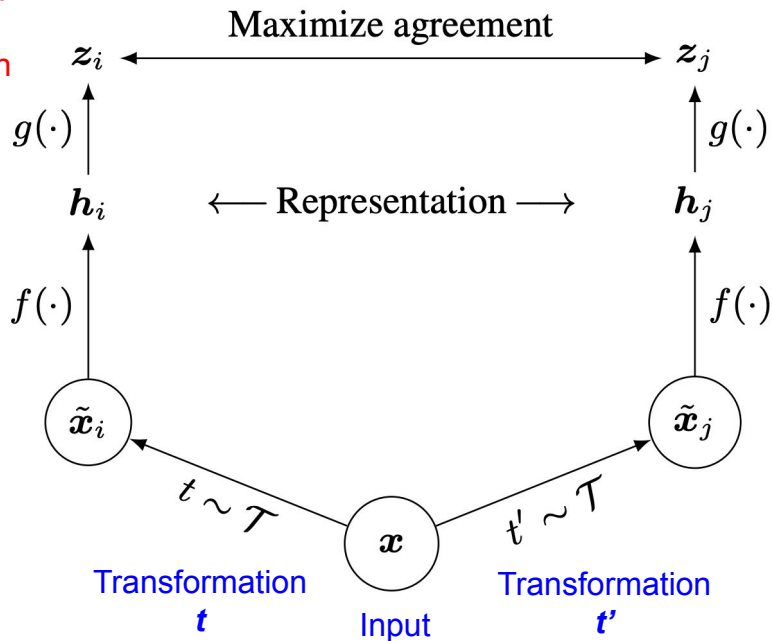 Maximize agreement
n
z_i z_j
g(·) g(·)
h_i ← Representation → h_j
f(·) f(·)
x̃_i x̃_j
t ∼ 𝒯 t' ∼ 𝒯
x
Transformation Transformation
t Input t’